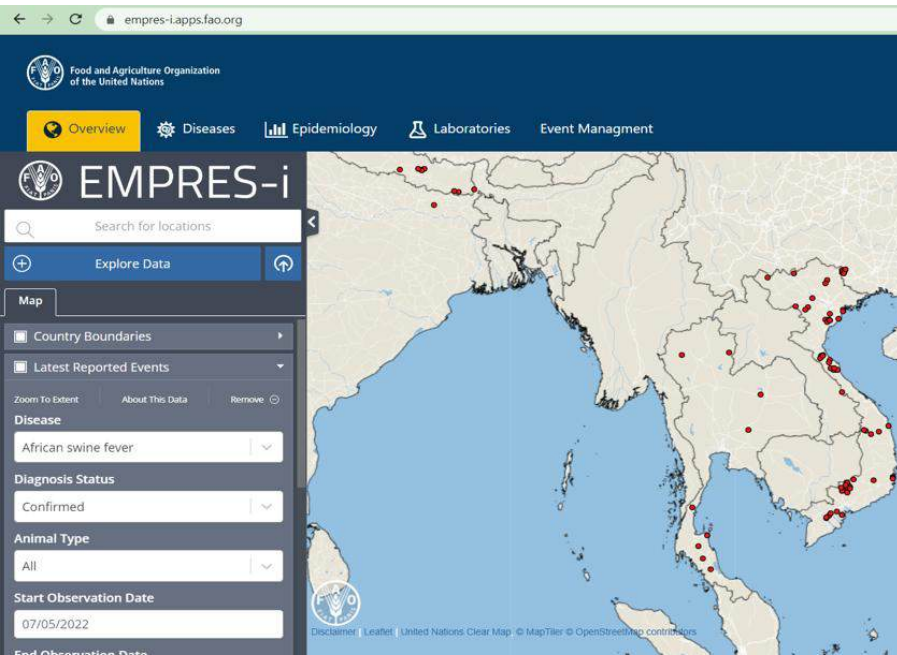 empres-i.apps.fao.org
Food and Agriculture Organization
of the United Nations
Overview
Diseases
Epidemiology
Laboratories
Event Managment
EMPRES-i
Search for locations
Explore Data
Map
Country Boundaries
Latest Reported Events
Zoom To Extent
About This Data
Remove
Disease
African swine fever
Diagnosis Status
Confirmed
Animal Type
All
Start Observation Date
07/05/2022
End Observation Date
Disclaimer | Leaflet | United Nations Clear Map, © MapTiler © OpenStreetMap contributors